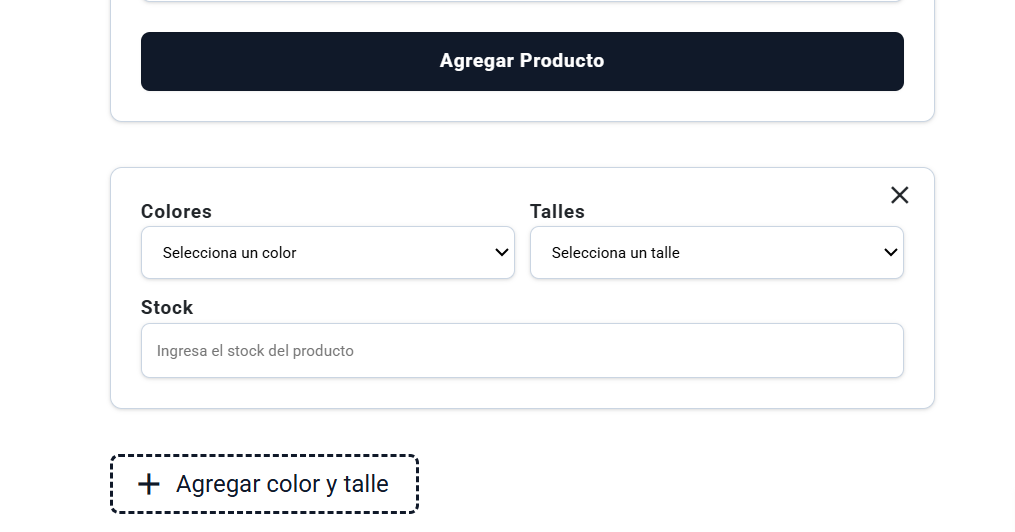 Agregar Producto
Colores
Talles
Selecciona un color
Selecciona un talle
Stock
Ingresa el stock del producto
Agregar color y talle